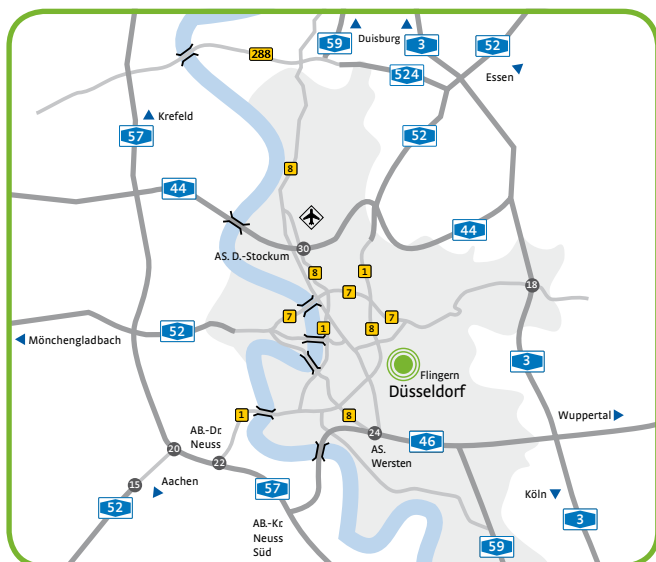 59
Duisburg
3
52
288
524
Essen
Krefeld
57
52
8
44
44
AS. D.-Stockum
30
8
1
18
7
7
1
8
7
52
Mönchengladbach
3
Flingern
Düsseldorf
1
8
Wuppertal
AB.-Dr.
Neuss
24
46
20
AS.
Wersten
22
15
Aachen
57
Köln
52
AB.-Kr.
Neuss
Süd
3
59